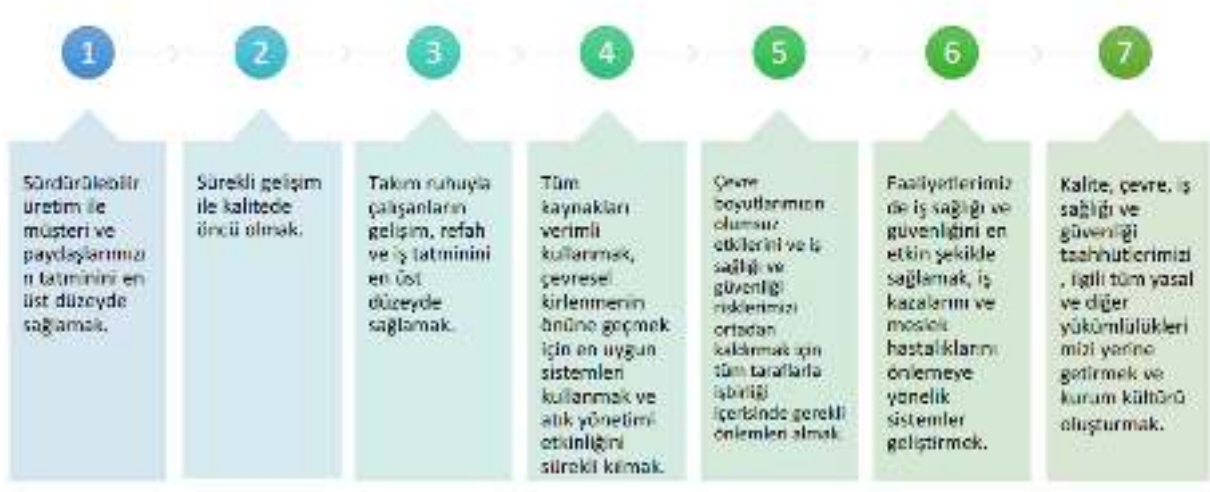 1
2
3
4
5
6
7
Sürdürülebilir
üretim ile
müşteri ve
paydaşlarımızı
n tatminini en
üst düzeyde
sağlamak.
Sürekli gelişim
ile kalitede
öncü olmak.
Takım ruhuyla
çalışanların
gelişim, refah
ve iş tatminini
en üst
düzeyde
sağlamak.
Tüm
kaynakları
verimli
kullanmak,
çevresel
kirlenmenin
önüne geçmek
için en uygun
sistemleri
kullanmak ve
atık yönetimi
etkinliğini
sürekli kılmak.
Çevre
boyutlarımızın
olumsuz
etkilerini ve iş
sağlığı ve
güvenliği
risklerimizi
ortadan
kaldırmak için
tüm taraflarla
işbirliği
içerisinde gerekli
önlemleri almak.
Faaliyetlerimiz
de iş sağlığı ve
güvenliğini en
etkin şekilde
sağlamak, iş
kazalarını ve
meslek
hastalıklarını
önlemeye
yönelik
sistemler
geliştirmek.
Kalite, çevre, iş
sağlığı ve
güvenliği
taahhütlerimizi
, ilgili tüm yasal
ve diğer
yükümlülükleri
mizi yerine
getirmek ve
kurum kültürü
oluşturmak.